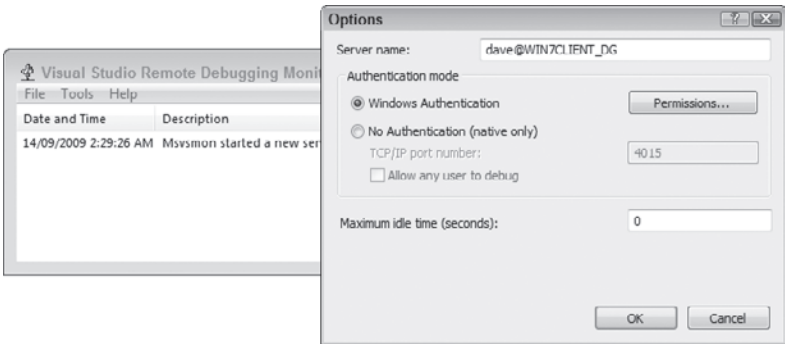 Visual Studio Remote Debugging Monit
File Tools Help
Date and Time Description
14/09/2009 2:29:26 AM Msvsmon started a new ser
Options
Server name: dave@WIN7CLIENT_DG
Authentication mode
Windows Authentication
Permissions...
No Authentication (native only)
TCP/IP port number: 4015
Allow any user to debug
Maximum idle time (seconds): 0
OK Cancel